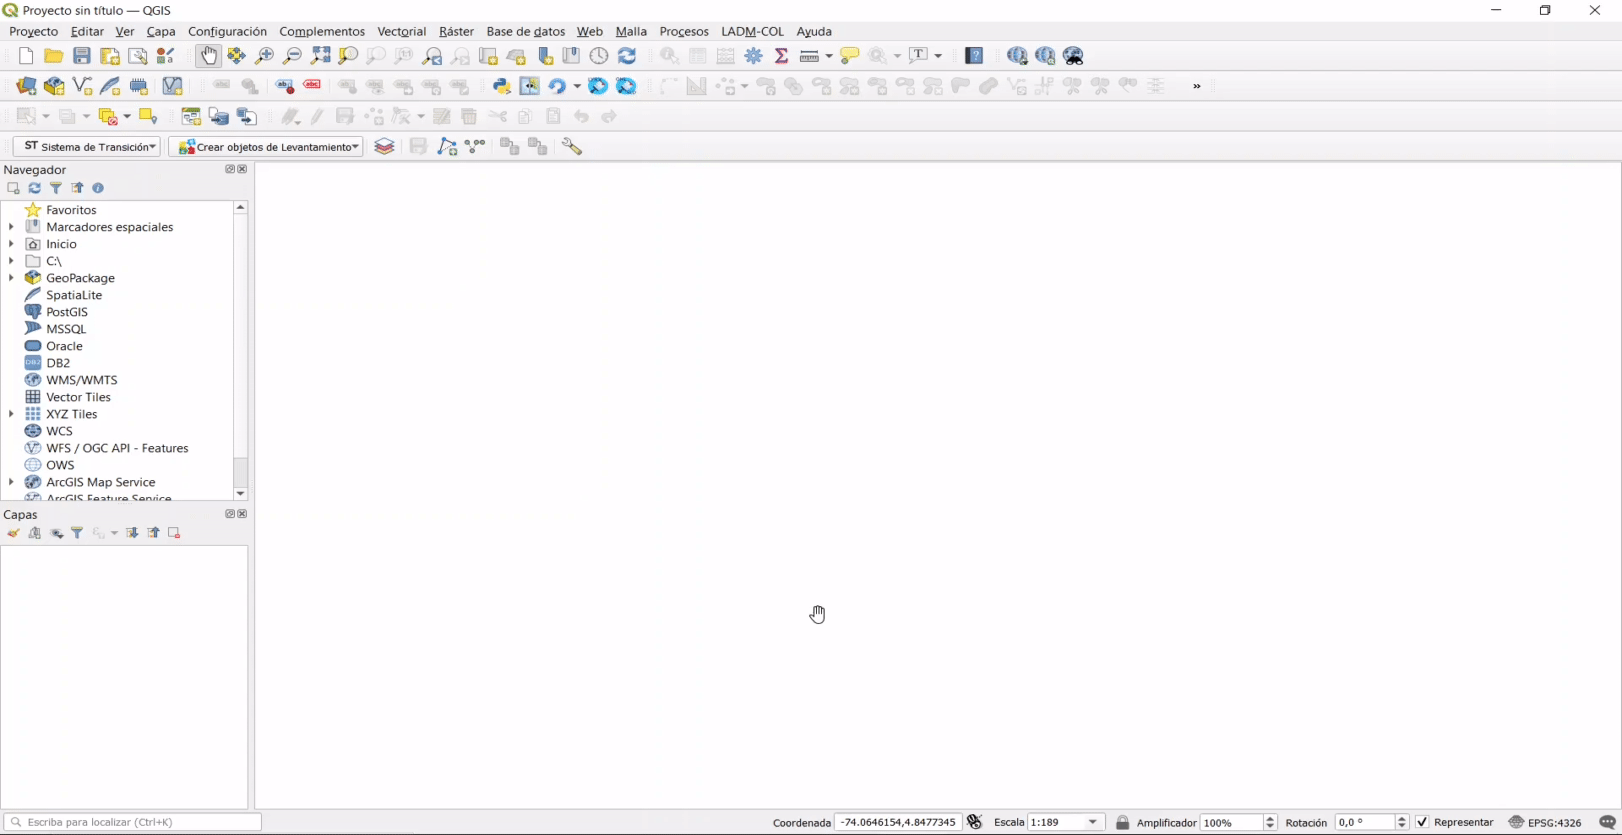 Proyecto sin título — QGIS
Proyecto Editar Ver Capa Configuración Complementos Vectorial Ráster Base de datos Web Malla Procesos LADM-COL Ayuda
ST Sistema de Transición Crear objetos de Levantamiento
Navegador
Favoritos
Marcadores espaciales
Inicio
C:\
GeoPackage
SpatiaLite
PostGIS
MSSQL
Oracle
DB2
WMS/WMTS
Vector Tiles
XYZ Tiles
WCS
WFS / OGC API - Features
OWS
ArcGIS Map Service
ArcGIS Feature Service
Capas
Escriba para localizar (Ctrl+K) Coordenada -74.0646154,4.8477345 Escala 1:189 Amplificador 100% Rotación 0,0 ° Representar EPSG:4326